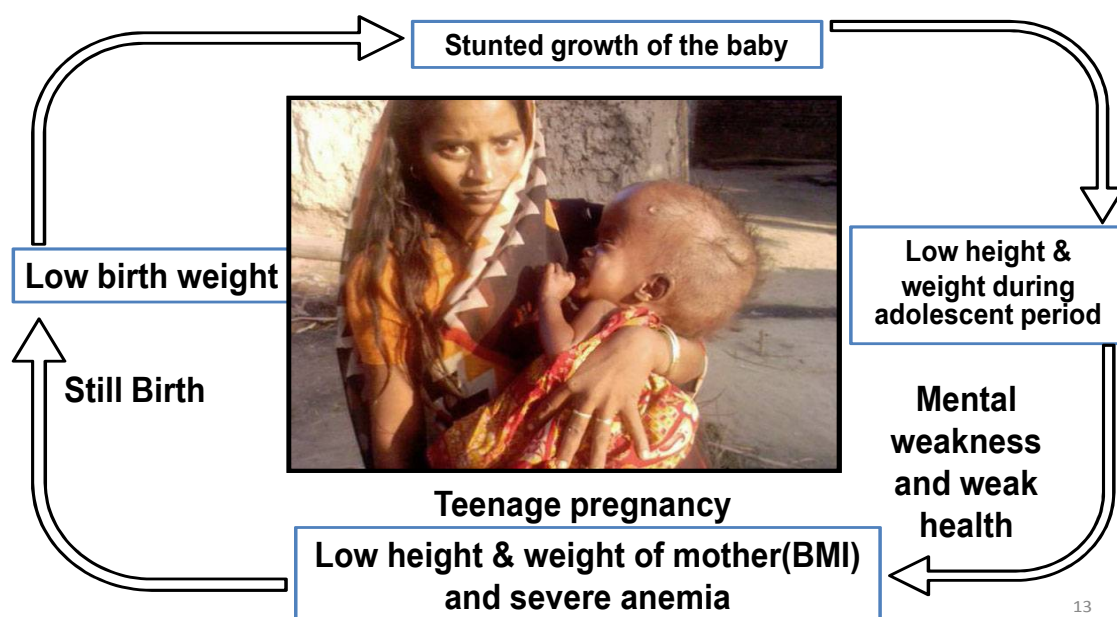 Stunted growth of the baby
Low birth weight
Low height &
weight during
adolescent period
Still Birth
Mental
weakness
and weak
health
Teenage pregnancy
Low height & weight of mother(BMI)
and severe anemia
13